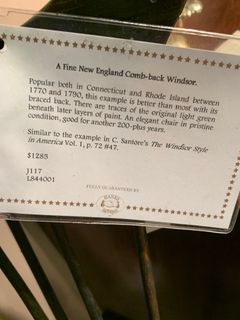 A Fine New England Comb-back Windsor.
Popular both in Connecticut and Rhode Island between
1770 and 1790, this example is better than most with its
braced back. There are traces of the original light green
beneath later layers of paint. An elegant chair in pristine
condition, good for another 200-plus years.
Similar to the example in C. Santore's The Windsor Style
in America Vol. 1, p. 72 #47.
$1285
J117
LS44001
FULLY GUARANTEED BY